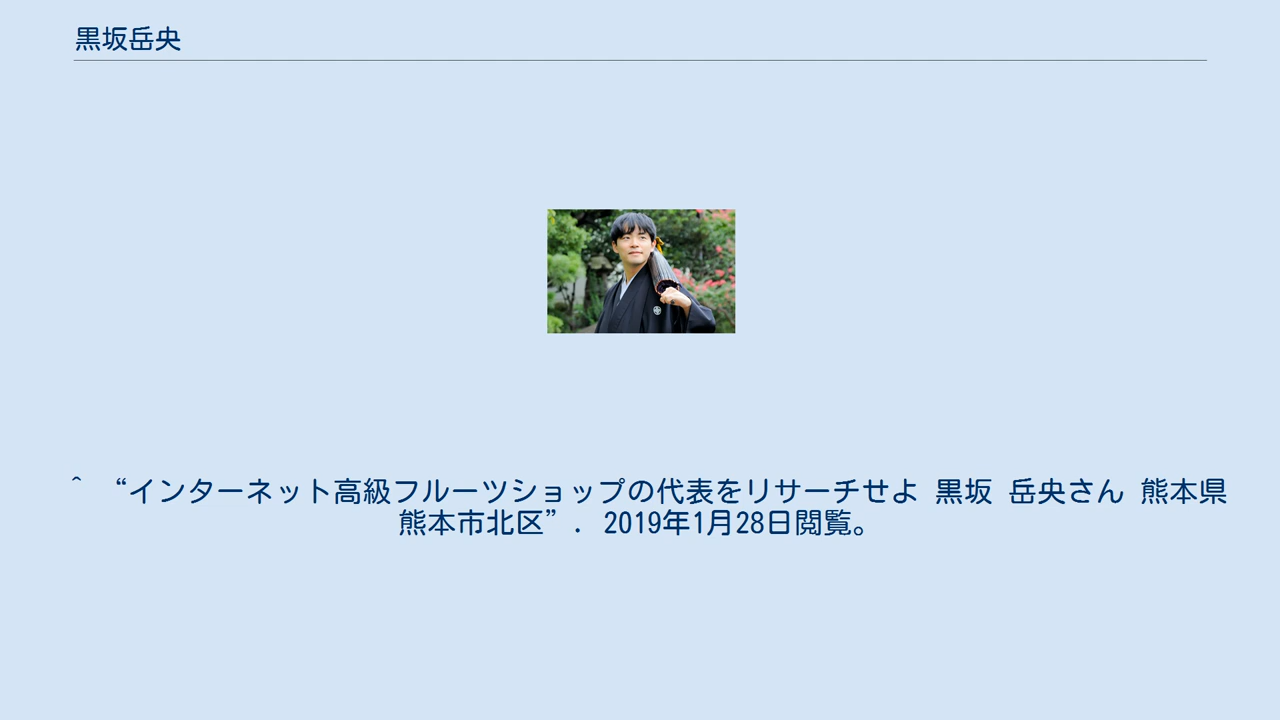 黒坂岳央
^ “インターネット高級フルーツショップの代表をリサーチせよ 黒坂 岳央さん 熊本県
熊本市北区”. 2019年1月28日閲覧。